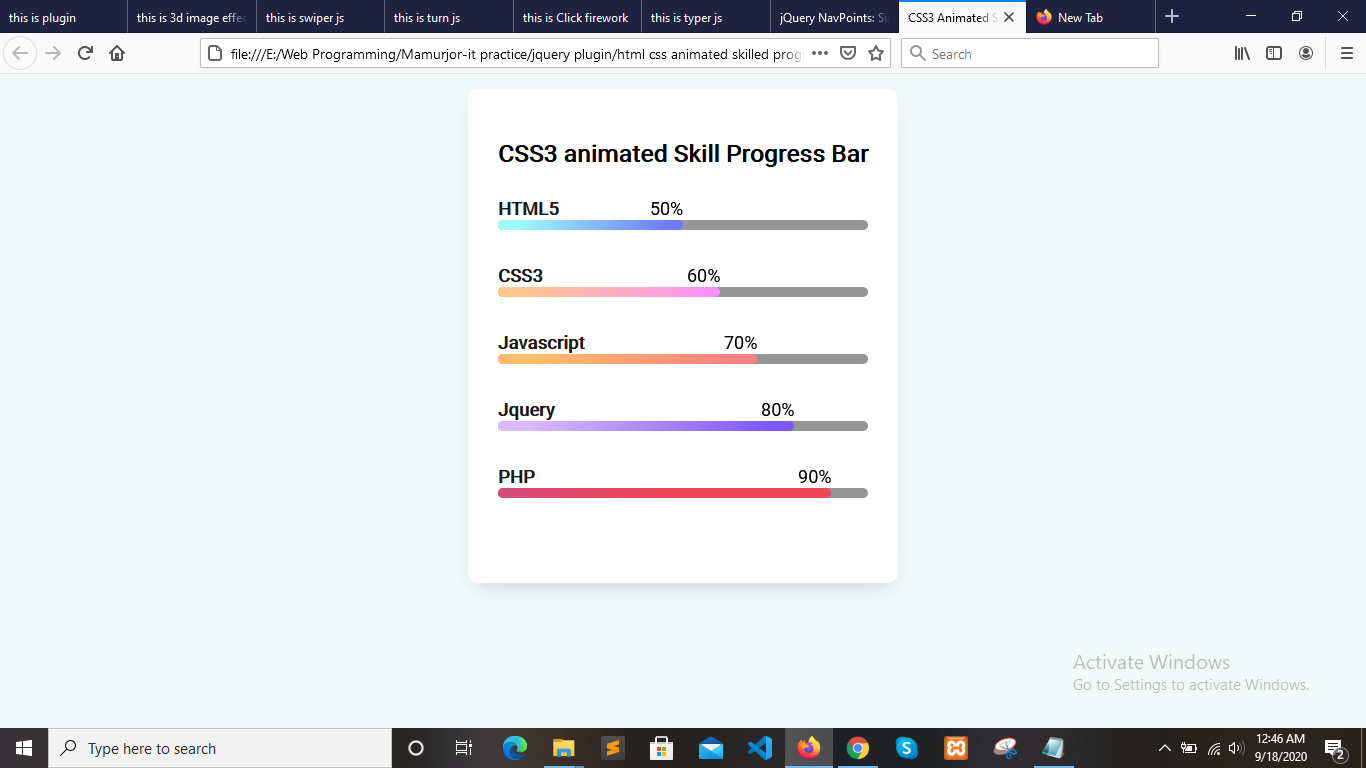 this is plugin
this is 3d image effe
this is swiper js
this is turn js
this is Click firework
this is typer js
jQuery NavPoints: Si
CSS3 Animated S
New Tab
file:///E:/Web Programming/Mamurjor-it practice/jquery plugin/html css animated skilled prog
Search
CSS3 animated Skill Progress Bar
HTML5 50%
CSS3 60%
Javascript 70%
Jquery 80%
PHP 90%
Activate Windows
Go to Settings to activate Windows.
Type here to search
12:46 AM
9/18/2020
2